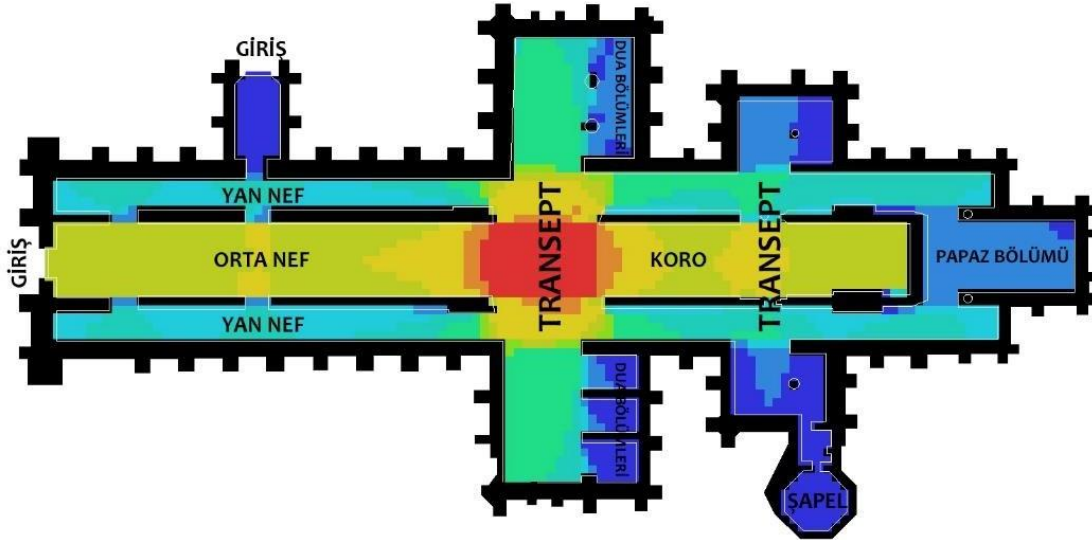 GİRİŞ
DUA BÖLÜMLERİ
YAN NEF
TRANSEPT
TRANSEPT
GİRİŞ
ORTA NEF
KORO
PAPAZ BÖLÜMÜ
YAN NEF
DUA BÖLÜMLERİ
ŞAPEL